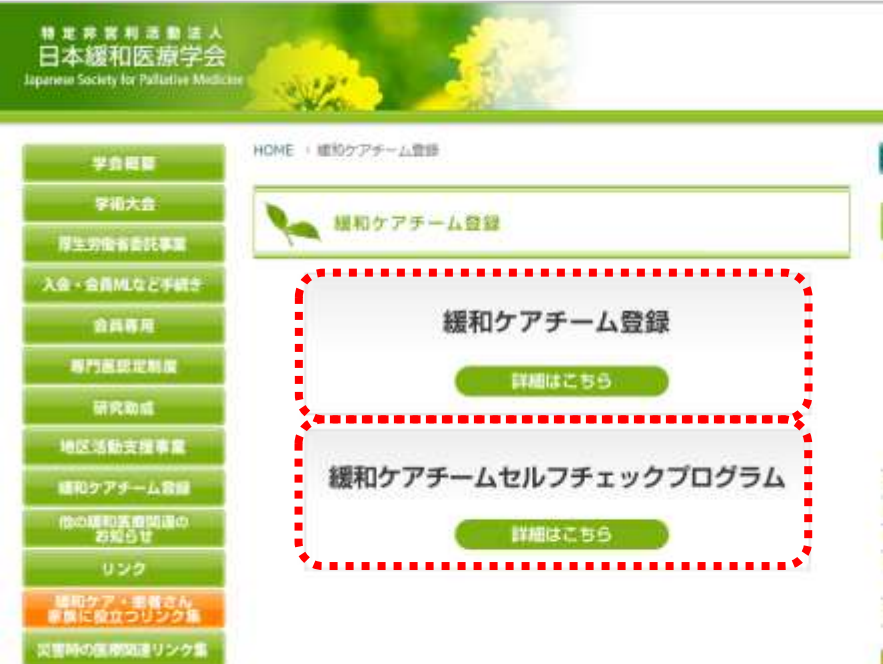 特定非営利活動法人
日本緩和医療学会
Japanese Society for Palliative Medicine
HOME › 緩和ケアチーム登録
学会概要
学術大会
厚生労働省委託事業
入会・会員MLなど手続き
会員専用
専門医認定制度
研究助成
地区活動支援事業
緩和ケアチーム登録
他の緩和医療関連の
お知らせ
リンク
緩和ケア・患者さん
家族に役立つリンク集
災害時の医療関連リンク集
緩和ケアチーム登録
緩和ケアチーム登録
詳細はこちら
緩和ケアチームセルフチェックプログラム
詳細はこちら